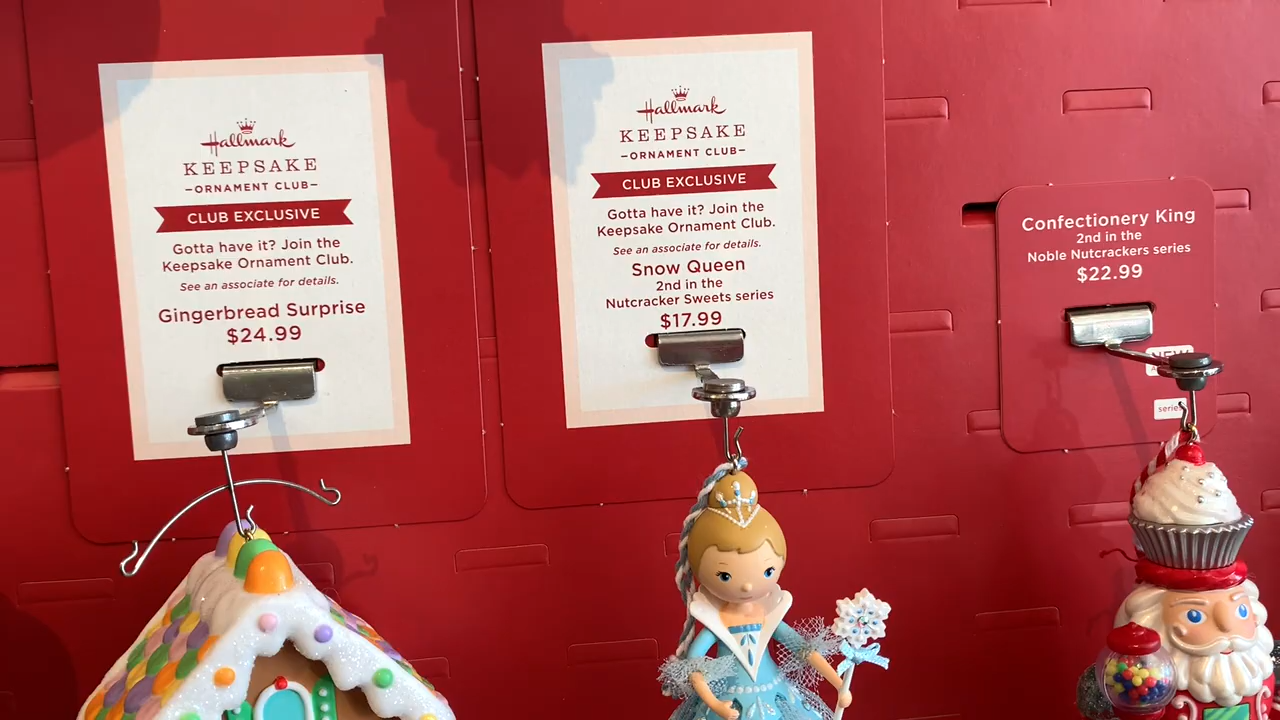 Hallmark
KEEPSAKE
–ORNAMENT CLUB–
CLUB EXCLUSIVE
Gotta have it? Join the
Keepsake Ornament Club.
See an associate for details.
Gingerbread Surprise
$24.99
Hallmark
KEEPSAKE
–ORNAMENT CLUB–
CLUB EXCLUSIVE
Gotta have it? Join the
Keepsake Ornament Club.
See an associate for details.
Snow Queen
2nd in the
Nutcracker Sweets series
$17.99
Confectionery King
2nd in the
Noble Nutcrackers series
$22.99
NEW
series